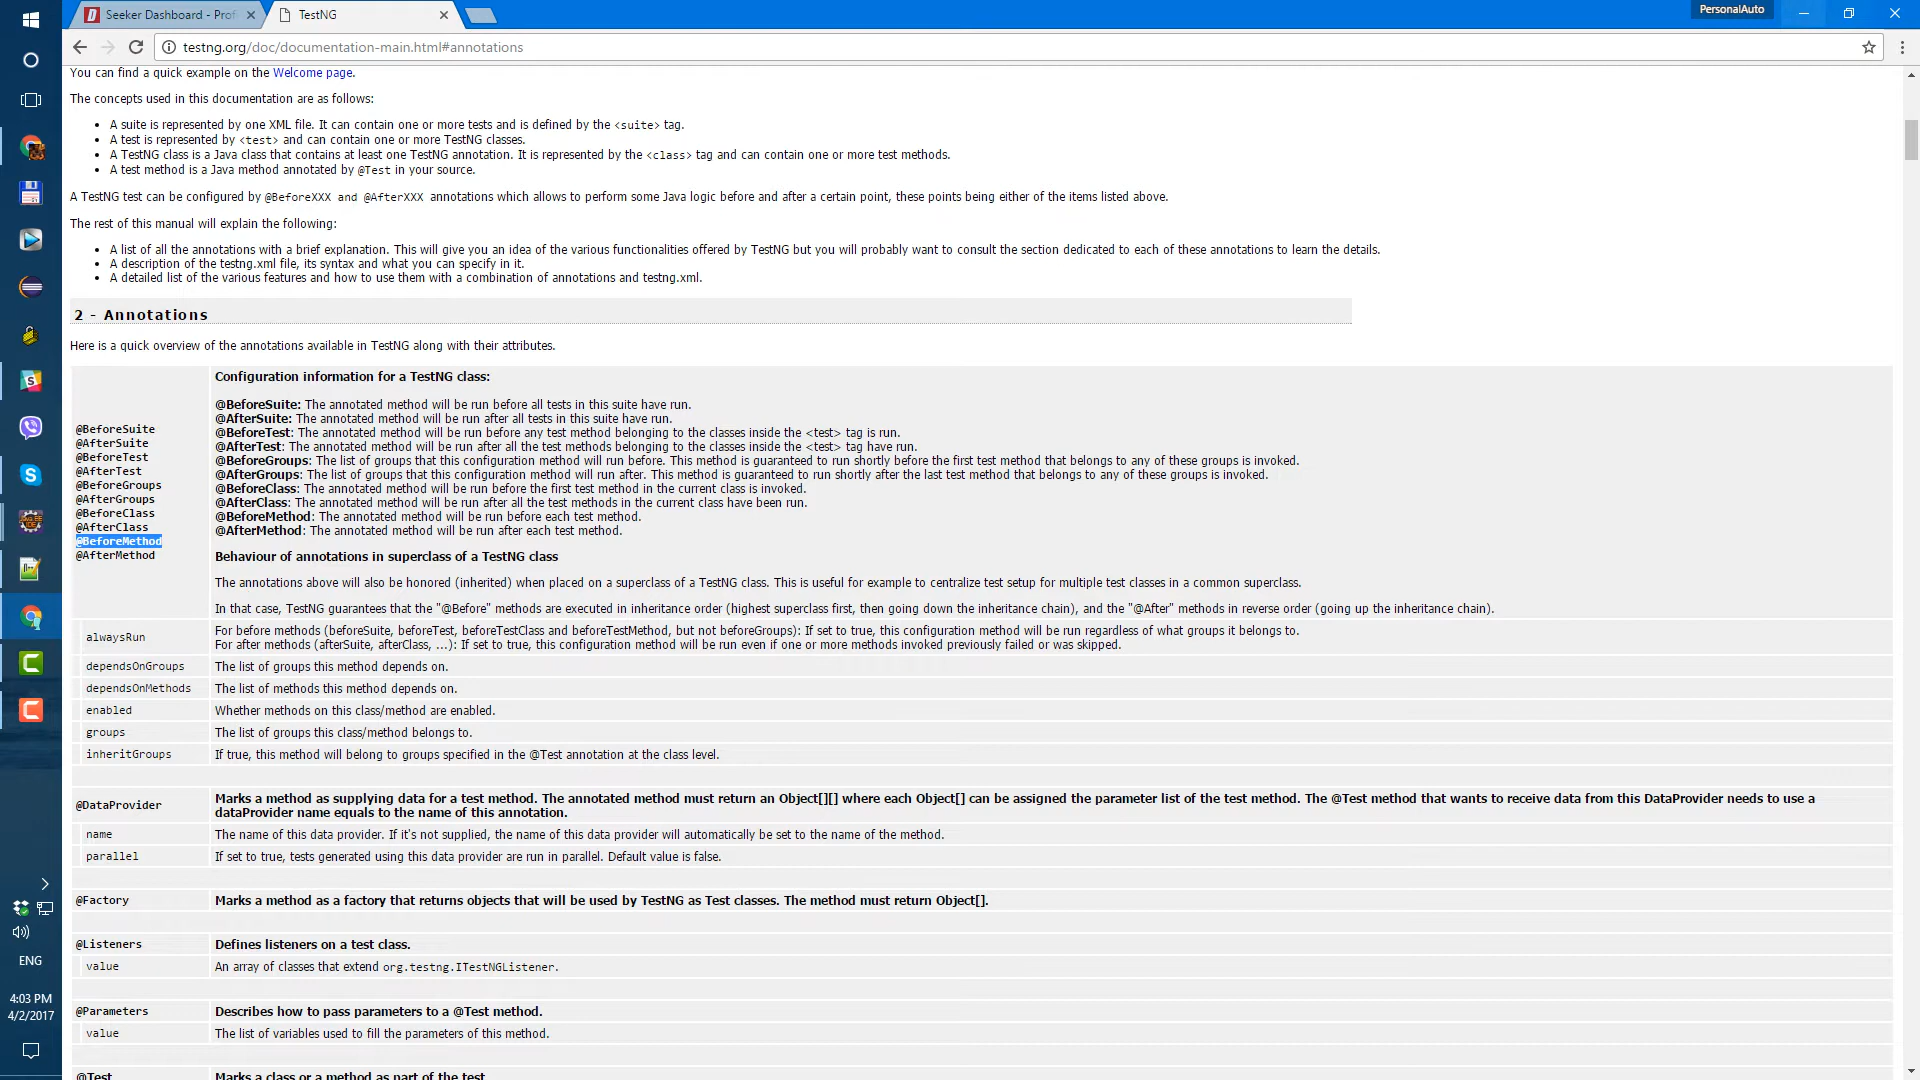 Seeker Dashboard - Prof
TestNG
PersonalAuto
testng.org/doc/documentation-main.html#annotations
You can find a quick example on the Welcome page.
The concepts used in this documentation are as follows:
• A suite is represented by one XML file. It can contain one or more tests and is defined by the <suite> tag.
• A test is represented by <test> and can contain one or more TestNG classes.
• A TestNG class is a Java class that contains at least one TestNG annotation. It is represented by the <class> tag and can contain one or more test methods.
• A test method is a Java method annotated by @Test in your source.
A TestNG test can be configured by @BeforeXXX and @AfterXXX annotations which allows to perform some Java logic before and after a certain point, these points being either of the items listed above.
The rest of this manual will explain the following:
• A list of all the annotations with a brief explanation. This will give you an idea of the various functionalities offered by TestNG but you will probably want to consult the section dedicated to each of these annotations to learn the details.
• A description of the testng.xml file, its syntax and what you can specify in it.
• A detailed list of the various features and how to use them with a combination of annotations and testng.xml.
2 - Annotations
Here is a quick overview of the annotations available in TestNG along with their attributes.
@BeforeSuite
@AfterSuite
@BeforeTest
@AfterTest
@BeforeGroups
@AfterGroups
@BeforeClass
@AfterClass
@BeforeMethod
@AfterMethod
Configuration information for a TestNG class:
@BeforeSuite: The annotated method will be run before all tests in this suite have run.
@AfterSuite: The annotated method will be run after all tests in this suite have run.
@BeforeTest: The annotated method will be run before any test method belonging to the classes inside the <test> tag is run.
@AfterTest: The annotated method will be run after all the test methods belonging to the classes inside the <test> tag have run.
@BeforeGroups: The list of groups that this configuration method will run before. This method is guaranteed to run shortly before the first test method that belongs to any of these groups is invoked.
@AfterGroups: The list of groups that this configuration method will run after. This method is guaranteed to run shortly after the last test method that belongs to any of these groups is invoked.
@BeforeClass: The annotated method will be run before the first test method in the current class is invoked.
@AfterClass: The annotated method will be run after all the test methods in the current class have been run.
@BeforeMethod: The annotated method will be run before each test method.
@AfterMethod: The annotated method will be run after each test method.
Behaviour of annotations in superclass of a TestNG class
The annotations above will also be honored (inherited) when placed on a superclass of a TestNG class. This is useful for example to centralize test setup for multiple test classes in a common superclass.
In that case, TestNG guarantees that the "@Before" methods are executed in inheritance order (highest superclass first, then going down the inheritance chain), and the "@After" methods in reverse order (going up the inheritance chain).
alwaysRun
For before methods (beforeSuite, beforeTest, beforeTestClass and beforeTestMethod, but not beforeGroups): If set to true, this configuration method will be run regardless of what groups it belongs to.
For after methods (afterSuite, afterClass, ...): If set to true, this configuration method will be run even if one or more methods invoked previously failed or was skipped.
dependsOnGroups The list of groups this method depends on.
dependsOnMethods The list of methods this method depends on.
enabled Whether methods on this class/method are enabled.
groups The list of groups this class/method belongs to.
inheritGroups If true, this method will belong to groups specified in the @Test annotation at the class level.
@DataProvider
Marks a method as supplying data for a test method. The annotated method must return an Object[][] where each Object[] can be assigned the parameter list of the test method. The @Test method that wants to receive data from this DataProvider needs to use a
dataProvider name equals to the name of this annotation.
name The name of this data provider. If it's not supplied, the name of this data provider will automatically be set to the name of the method.
parallel If set to true, tests generated using this data provider are run in parallel. Default value is false.
@Factory Marks a method as a factory that returns objects that will be used by TestNG as Test classes. The method must return Object[].
@Listeners Defines listeners on a test class.
value An array of classes that extend org.testng.ITestNGListener.
@Parameters Describes how to pass parameters to a @Test method.
value The list of variables used to fill the parameters of this method.
@Test Marks a class or a method as part of the test.
ENG
4:03 PM
4/2/2017